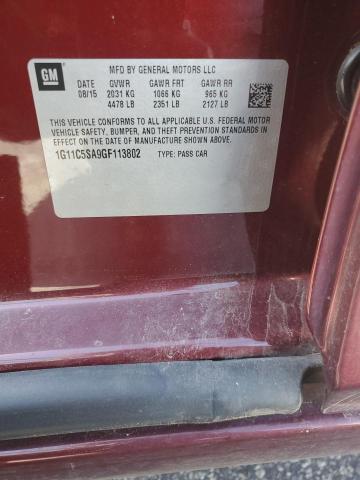 GM
MFD BY GENERAL MOTORS LLC
DATE GVWR GAWR FRT GAWR RR
08/15 2031 KG 1066 KG 965 KG
4478 LB 2351 LB 2127 LB
THIS VEHICLE CONFORMS TO ALL APPLICABLE U.S. FEDERAL MOTOR
VEHICLE SAFETY, BUMPER, AND THEFT PREVENTION STANDARDS IN
EFFECT ON THE DATE OF MANUFACTURE SHOWN ABOVE.
1G11C5SA9GF113802 TYPE: PASS CAR